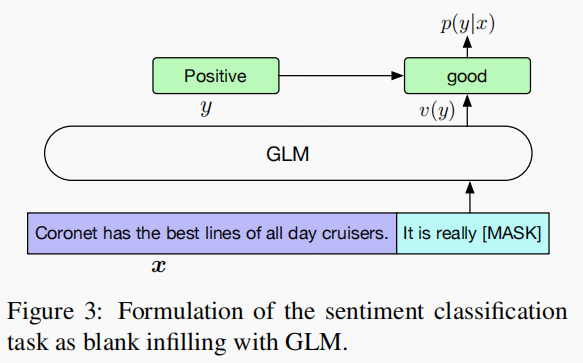 p(y|x)
Positive
good
y
v(y)
GLM
Coronet has the best lines of all day cruisers.
It is really [MASK]
x
Figure 3: Formulation of the sentiment classification
task as blank infilling with GLM.